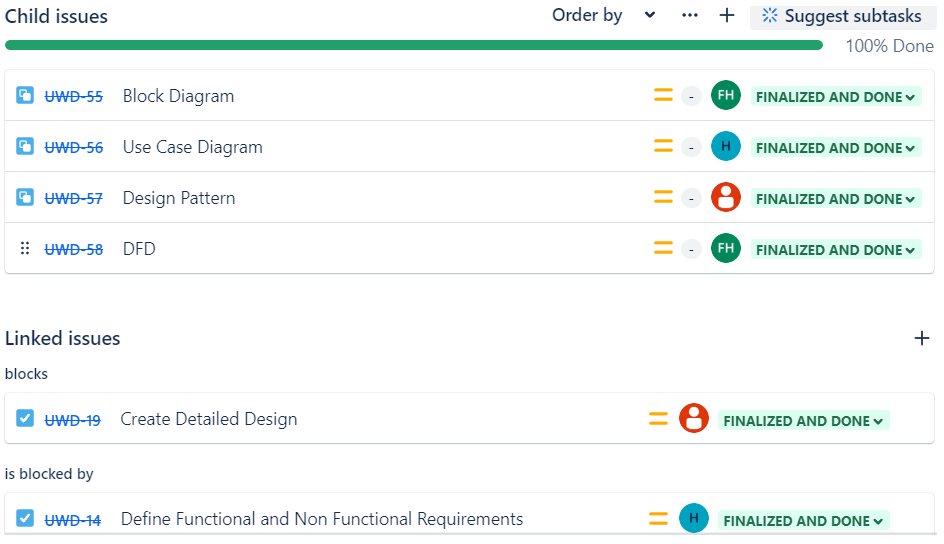 Child issues Order by ... + Suggest subtasks
100% Done
UWD-55 Block Diagram - FH FINALIZED AND DONE
UWD-56 Use Case Diagram - H FINALIZED AND DONE
UWD-57 Design Pattern - FINALIZED AND DONE
UWD-58 DFD - FH FINALIZED AND DONE
Linked issues +
blocks
UWD-19 Create Detailed Design FINALIZED AND DONE
is blocked by
UWD-14 Define Functional and Non Functional Requirements H FINALIZED AND DONE